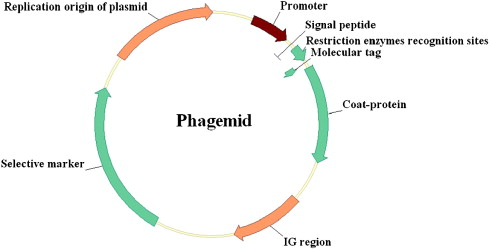 Replication origin of plasmid
Promoter
Signal peptide
Restriction enzymes recognition sites
Molecular tag
Coat-protein
Phagemid
Selective marker
IG region